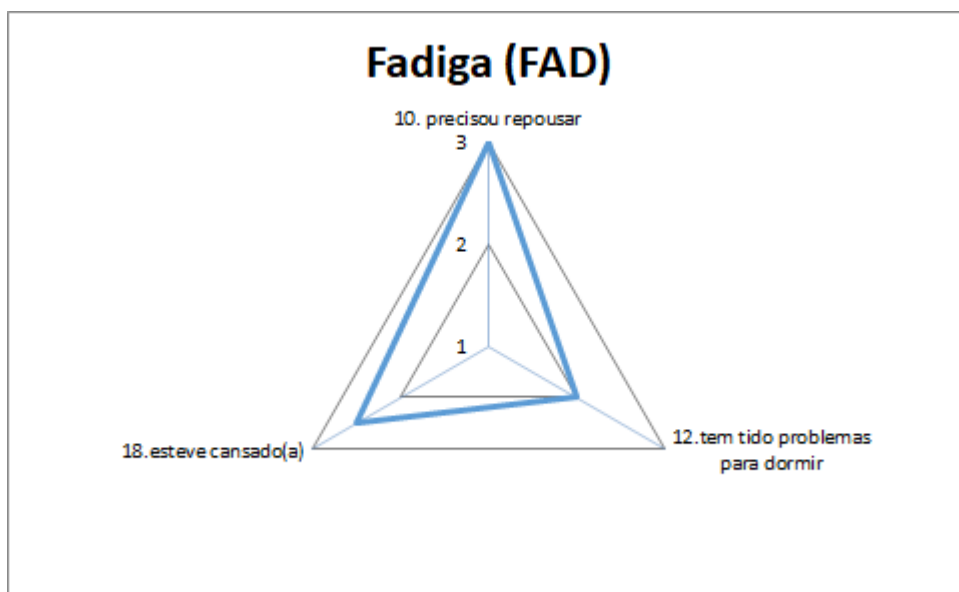 Fadiga (FAD)
10. precisou repousar
3
2
1
18.esteve cansado(a)
12.tem tido problemas
para dormir